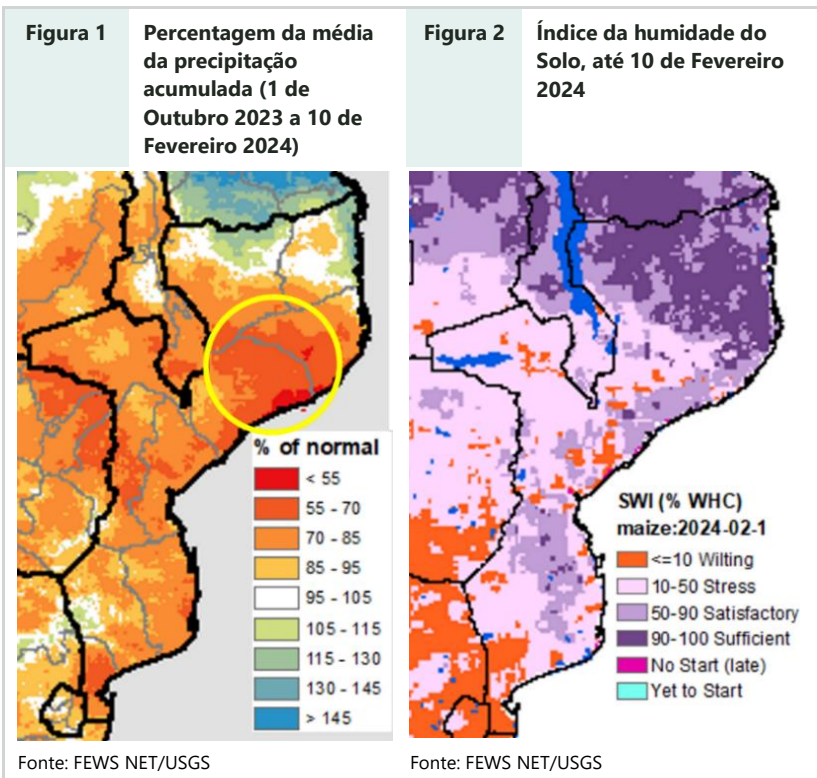 Figura 1
Percentagem da média
da precipitação
acumulada (1 de
Outubro 2023 a 10 de
Fevereiro 2024)
Figura 2
Índice da humidade do
Solo, até 10 de Fevereiro
2024
% of normal
< 55
55 - 70
70 - 85
85 - 95
95 - 105
105 - 115
115 - 130
130 - 145
> 145
SWI (% WHC)
maize:2024-02-1
<=10 Wilting
10-50 Stress
50-90 Satisfactory
90-100 Sufficient
No Start (late)
Yet to Start
Fonte: FEWS NET/USGS
Fonte: FEWS NET/USGS